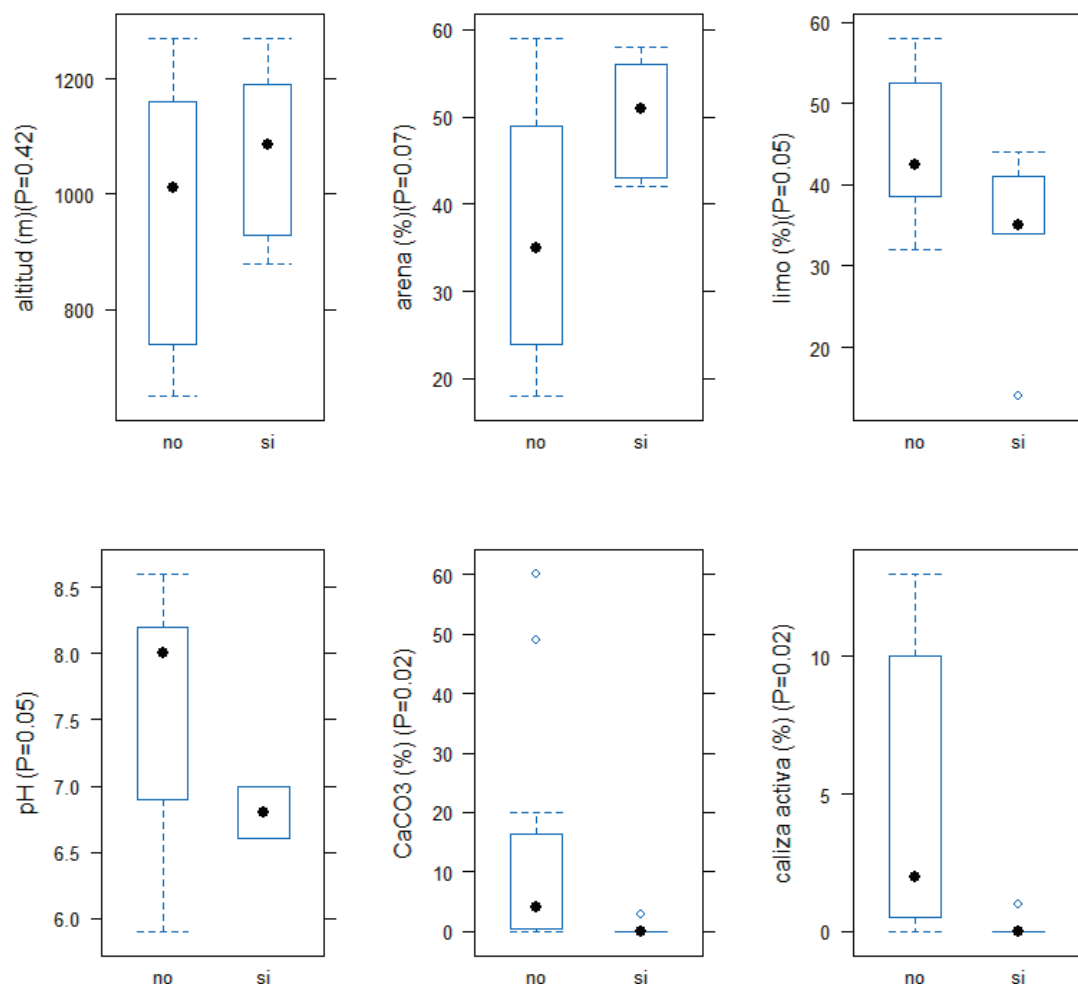 altitud (m)(P=0.42)
1200
1000
800
no si
arena (%)(P=0.07)
60
50
40
30
20
no si
limo (%)(P=0.05)
60
50
40
30
20
no si
pH (P=0.05)
8.5
8.0
7.5
7.0
6.5
6.0
no si
CaCO3 (%) (P=0.02)
60
50
40
30
20
10
0
no si
caliza activa (%) (P=0.02)
10
5
0
no si